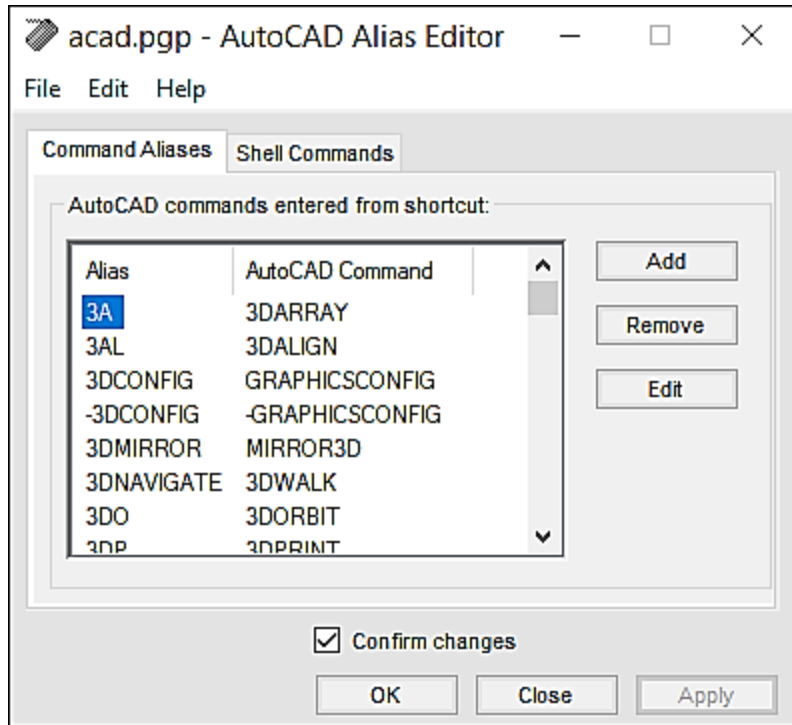 acad.pgp - AutoCAD Alias Editor
File Edit Help
Command Aliases Shell Commands
AutoCAD commands entered from shortcut:
Alias AutoCAD Command
3A 3DARRAY
3AL 3DALIGN
3DCONFIG GRAPHICSCONFIG
-3DCONFIG -GRAPHICSCONFIG
3DMIRROR MIRROR3D
3DNAVIGATE 3DWALK
3DO 3DORBIT
3DP 3DPRINT
Add
Remove
Edit
Confirm changes
OK Close Apply